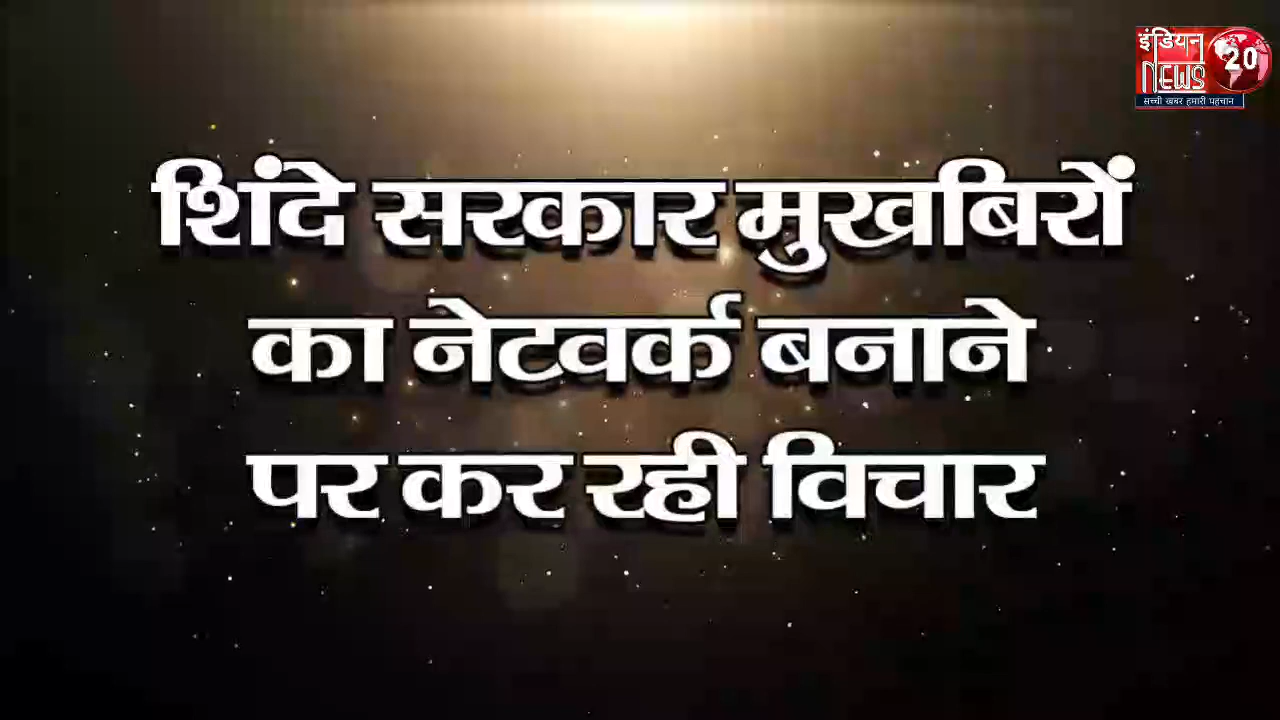 इंडियन
NEWS 20
सच्ची खबर हमारी पहचान
शिंदे सरकार मुखबिरों
का नेटवर्क बनाने
पर कर रही विचार